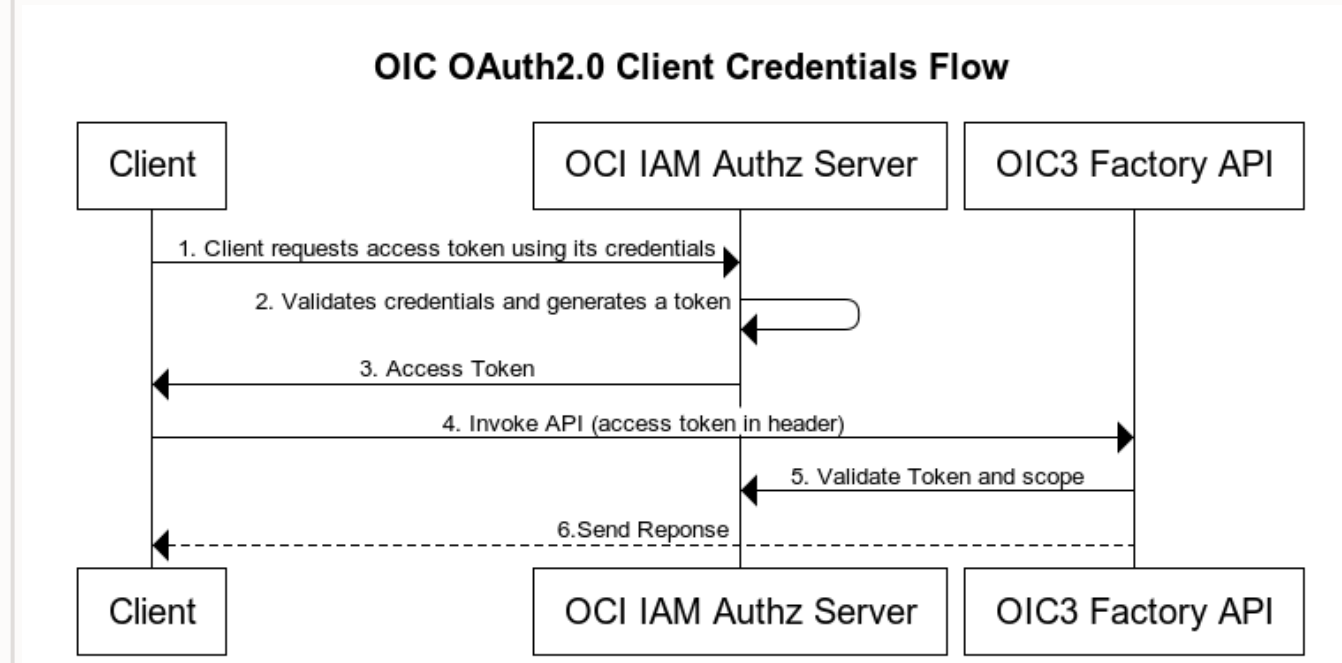 OIC OAuth2.0 Client Credentials Flow
Client
OCI IAM Authz Server
OIC3 Factory API
1. Client requests access token using its credentials
2. Validates credentials and generates a token
3. Access Token
4. Invoke API (access token in header)
5. Validate Token and scope
6.Send Reponse
Client
OCI IAM Authz Server
OIC3 Factory API